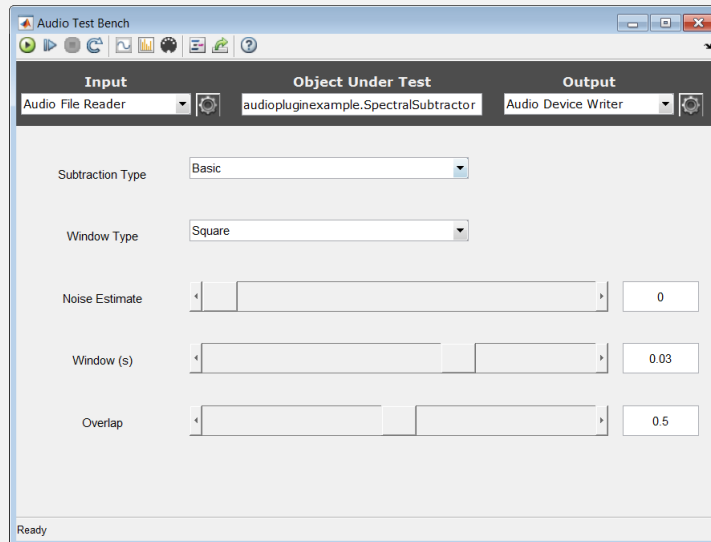 Audio Test Bench
Input Object Under Test Output
Audio File Reader audiopluginexample.SpectralSubtractor Audio Device Writer
Subtraction Type Basic
Window Type Square
Noise Estimate 0
Window (s) 0.03
Overlap 0.5
Ready